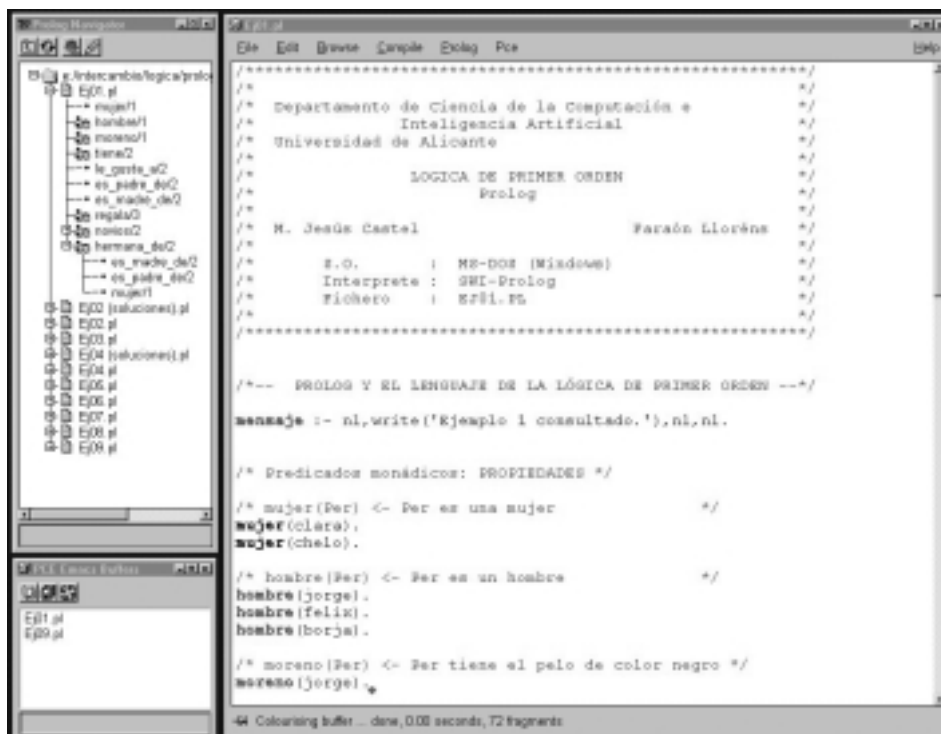 Prolog Navigator
e:/intercambio/logica/prolo
Ej01.pl
mujer/1
hombre/1
moreno/1
tiene/2
le_gusta_a/2
es_padre_de/2
es_madre_de/2
regala/3
novios/2
hermana_de/2
es_madre_de/2
es_padre_de/2
mujer/1
Ej02 (soluciones).pl
Ej02.pl
Ej03.pl
Ej04 (soluciones).pl
Ej04.pl
Ej05.pl
Ej06.pl
Ej07.pl
Ej08.pl
Ej09.pl
PCE Emacs Buffers
Ej01.pl
Ej09.pl
Ej01.pl
File Edit Browse Compile Prolog Pce Help
/***********************************************************/
/* */
/* Departamento de Ciencia de la Computación e */
/* Inteligencia Artificial */
/* Universidad de Alicante */
/* */
/* LOGICA DE PRIMER ORDEN */
/* Prolog */
/* */
/* M. Jesús Castel Faraón Lloréns */
/* */
/* S.O. : MS-DOS (Windows) */
/* Interprete : SWI-Prolog */
/* Fichero : EJ01.PL */
/* */
/***********************************************************/
/*-- PROLOG Y EL LENGUAJE DE LA LÓGICA DE PRIMER ORDEN --*/
mensaje :- nl,write('Ejemplo 1 consultado.'),nl,nl.
/* Predicados monádicos: PROPIEDADES */
/* mujer(Per) <- Per es una mujer */
mujer(clara).
mujer(chelo).
/* hombre(Per) <- Per es un hombre */
hombre(jorge).
hombre(felix).
hombre(borja).
/* moreno(Per) <- Per tiene el pelo de color negro */
moreno(jorge).
Colourising buffer ... done, 0.00 seconds, 72 fragments